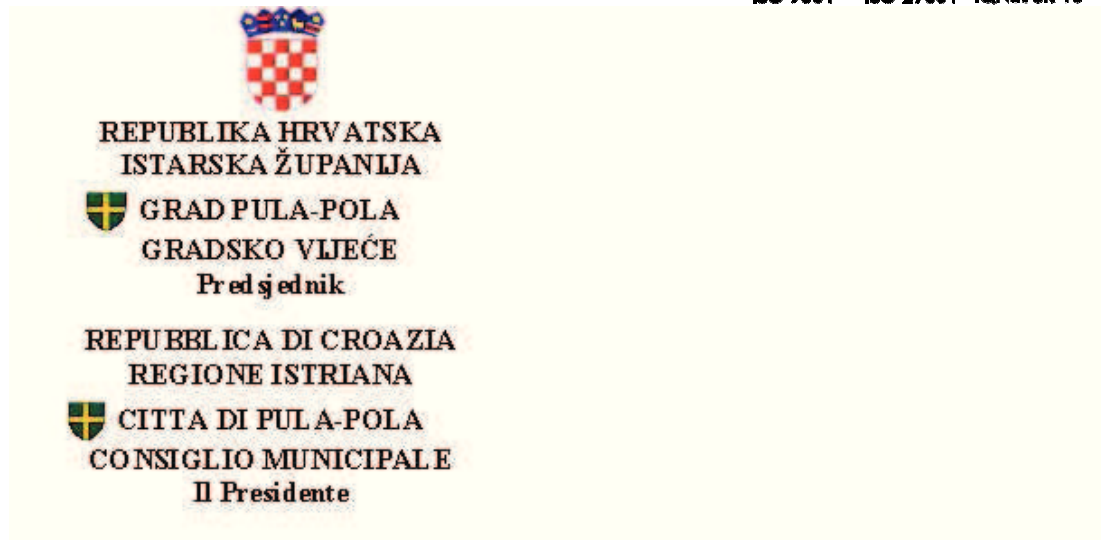 REPUBLIKA HRVATSKA
ISTARSKA ŽUPANIJA
GRAD PULA-POLA
GRADSKO VIJEĆE
Predsjednik
REPUBBLICA DI CROAZIA
REGIONE ISTRIANA
CITTA DI PULA-POLA
CONSIGLIO MUNICIPALE
Il Presidente